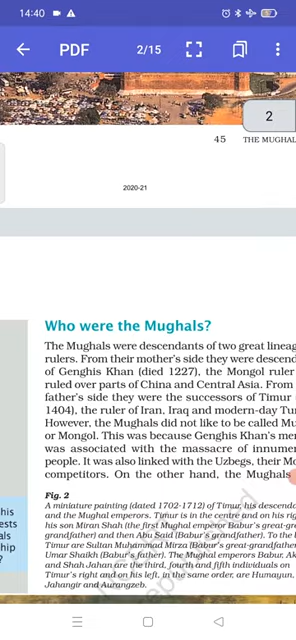 14:40
PDF
2/15
2
45 THE MUGHAL
2020-21
Who were the Mughals?
The Mughals were descendants of two great lineag
rulers. From their mother's side they were descend
of Genghis Khan (died 1227), the Mongol ruler
ruled over parts of China and Central Asia. From
father's side they were the successors of Timur
1404), the ruler of Iran, Iraq and modern-day Tur
However, the Mughals did not like to be called Mu
or Mongol. This was because Genghis Khan's mem
was associated with the massacre of innumer
people. It was also linked with the Uzbegs, their Mo
competitors. On the other hand, the Mughals
his
ests
als
hip
?
Fig. 2
A miniature painting (dated 1702-1712) of Timur, his descenda
and the Mughal emperors. Timur is in the centre and on his rig
his son Miran Shah (the first Mughal emperor Babur's great-gre
grandfather) and then Abu Said (Babur's grandfather). To the l
Timur are Sultan Muhammad Mirza (Babur's great-grandfather
Umar Shaikh (Babur's father). The Mughal emperors Babur, Ak
and Shah Jahan are the third, fourth and fifth individuals on
Timur's right and on his left, in the same order, are Humayun,
Jahangir and Aurangzeb.